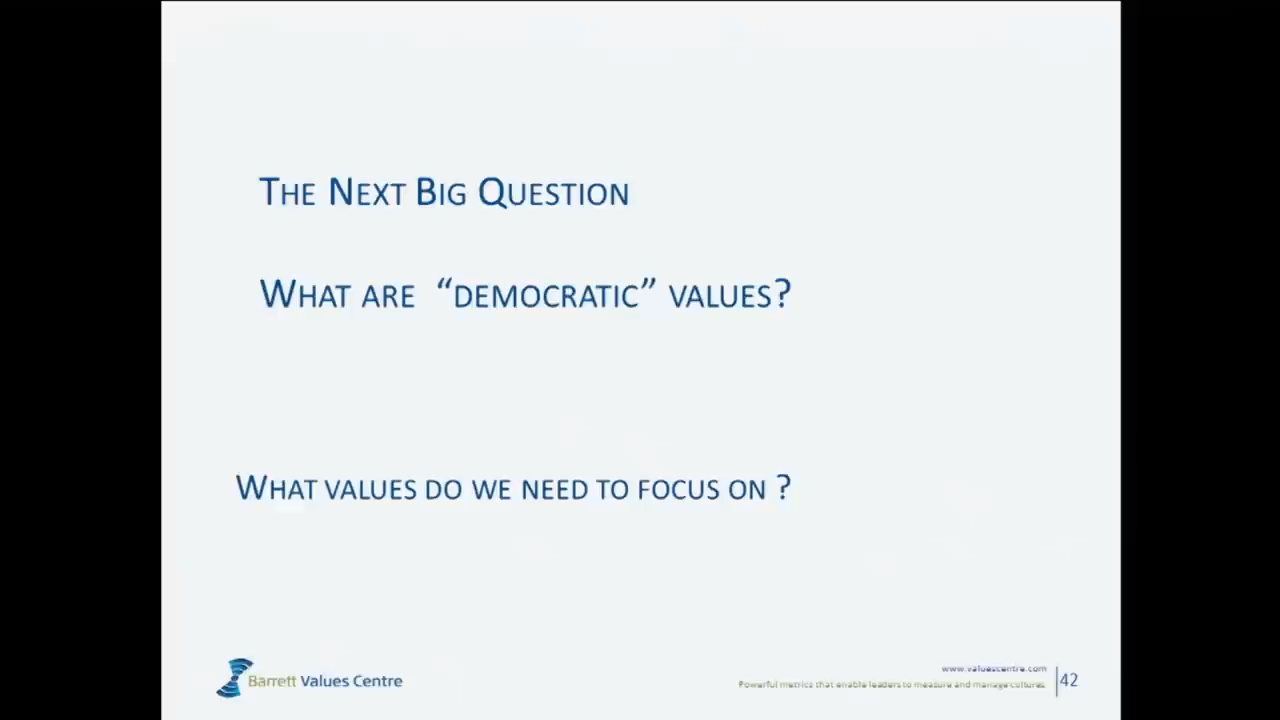 The Next Big Question
What are “democratic” values?
What values do we need to focus on ?
Barrett Values Centre
www.valuescentre.com
Powerful metrics that enable leaders to measure and manage cultures.
42